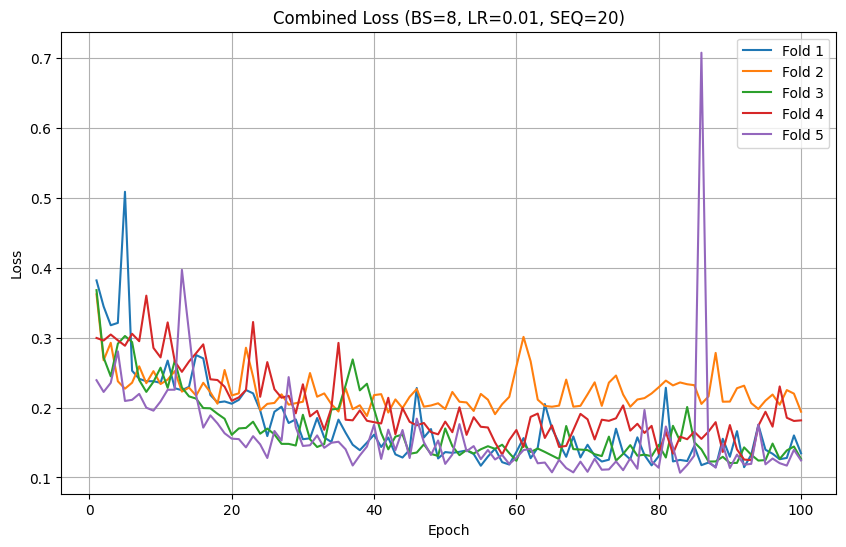 Combined Loss (BS=8, LR=0.01, SEQ=20)
Fold 1
Fold 2
Fold 3
Fold 4
Fold 5
Loss
0.7
0.6
0.5
0.4
0.3
0.2
0.1
0
20
40
60
80
100
Epoch